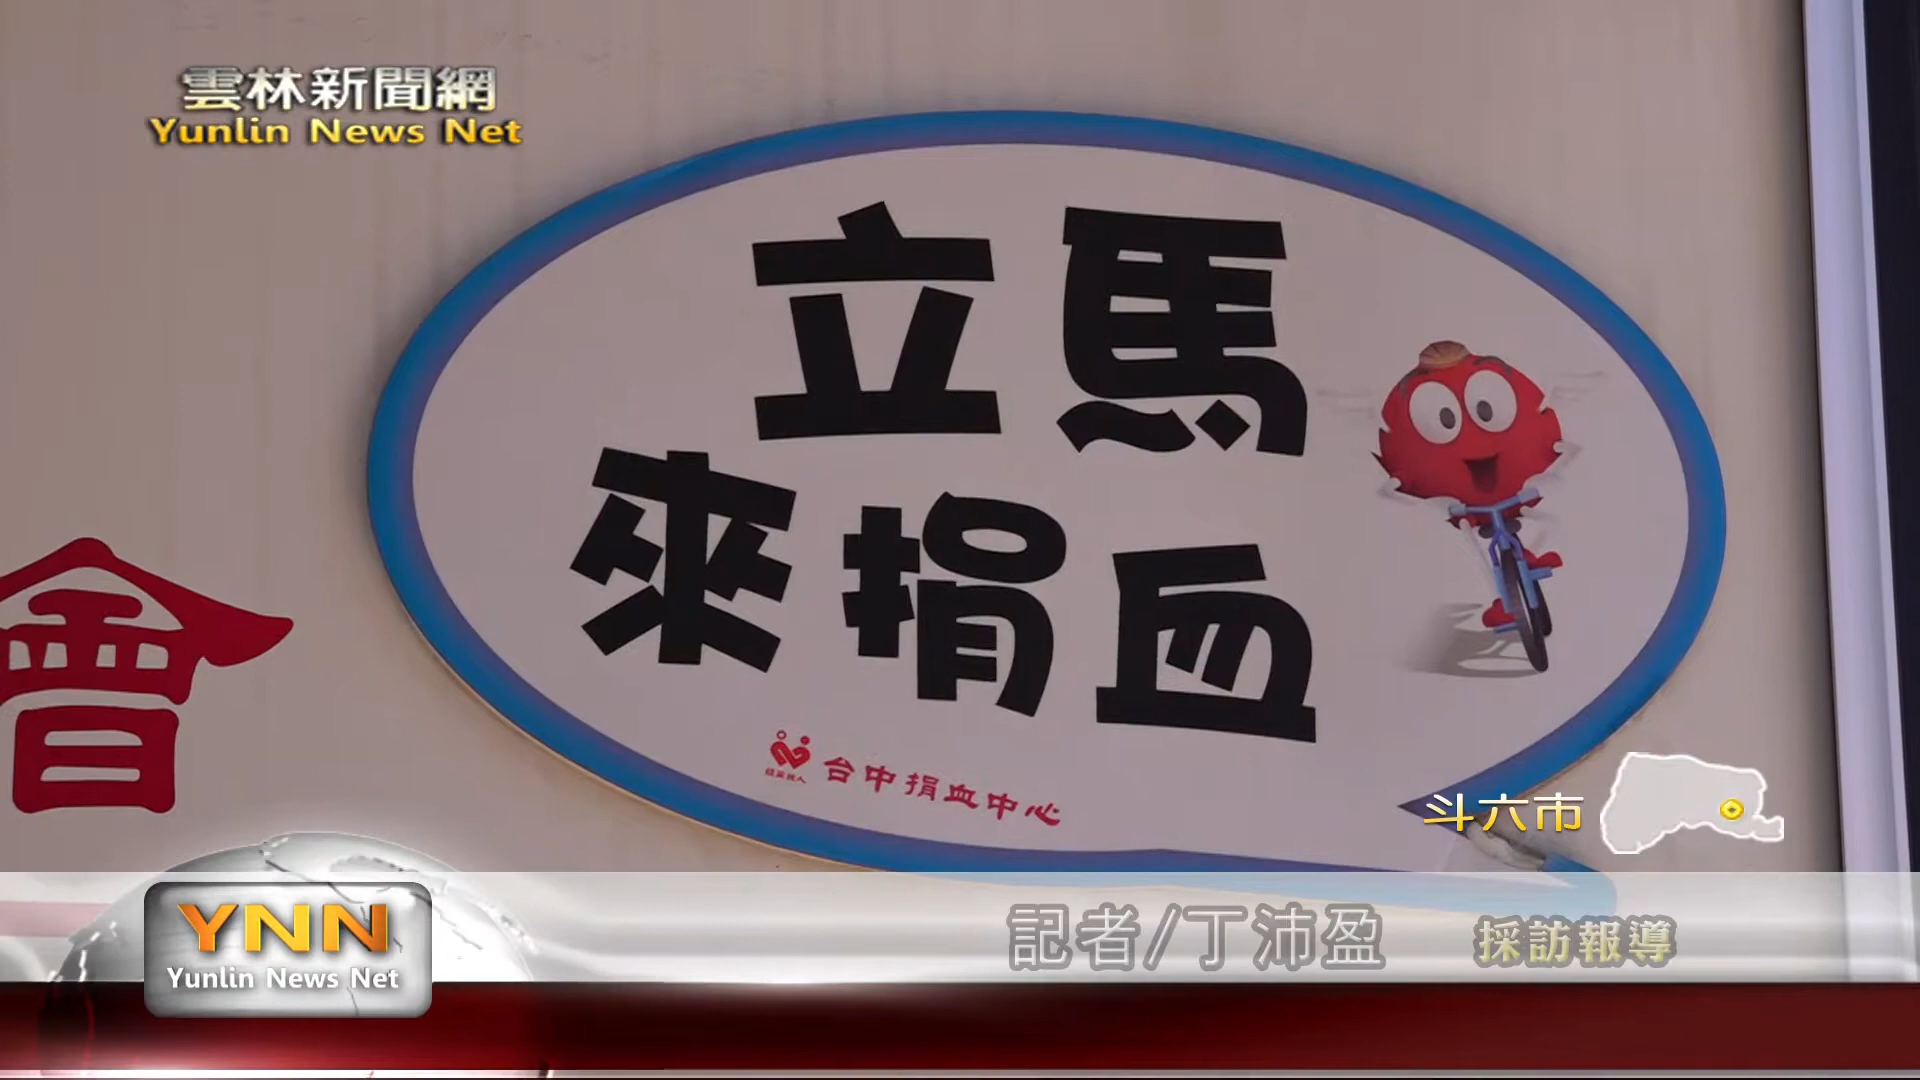 雲林新聞網
Yunlin News Net
立馬
來捐血
會
台中捐血中心
斗六市
記者/丁沛盈 採訪報導
YNN
Yunlin News Net